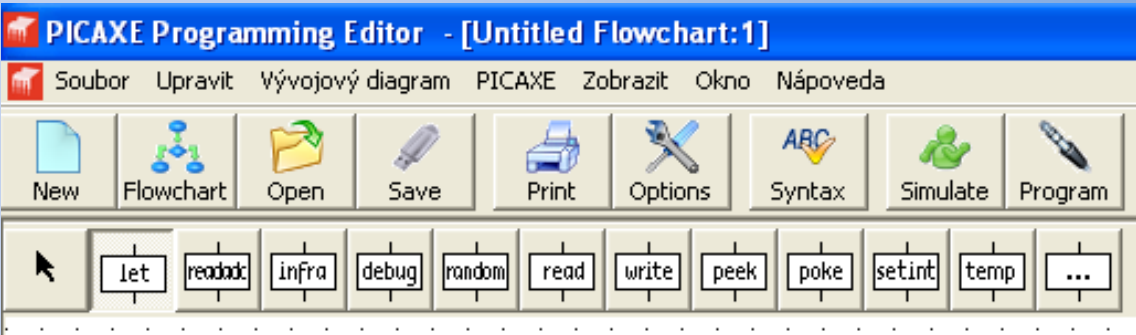 PICAXE Programming Editor - [Untitled Flowchart:1]
Soubor Upravit Vývojový diagram PICAXE Zobrazit Okno Nápoveda
ABC
New Flowchart Open Save Print Options Syntax Simulate Program
let readadc infra debug random read write peek poke setint temp ...